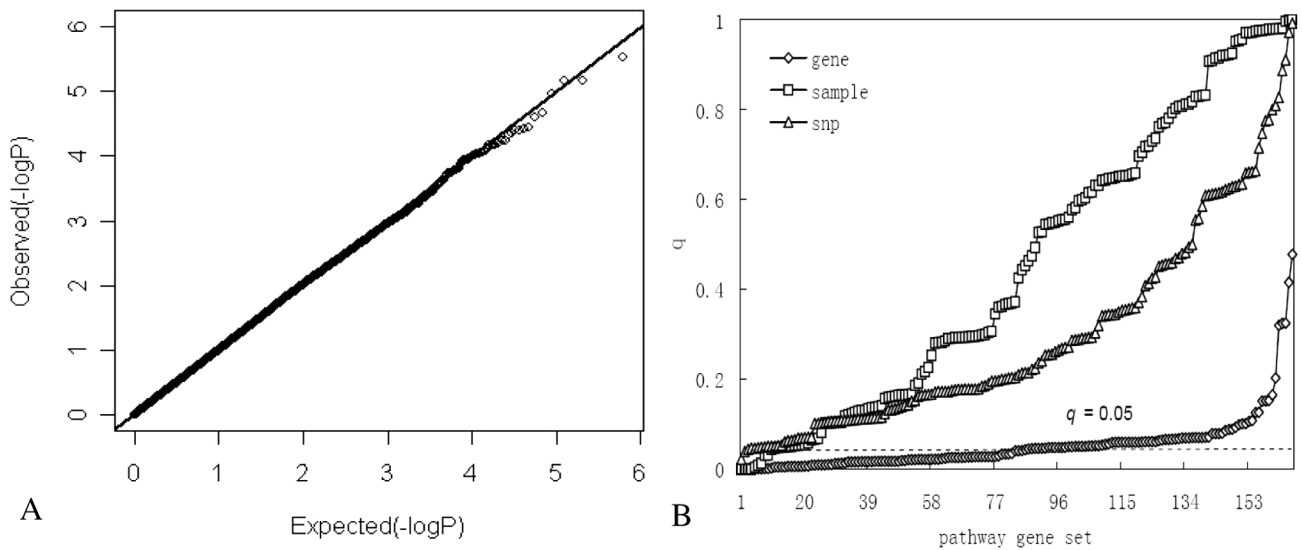 6
5
4
3
2
1
0
Observed(-logP)
0 1 2 3 4 5 6
Expected(-logP)
A
1
0.8
0.6
0.4
0.2
0
q
gene
sample
snp
q = 0.05
1 20 39 58 77 96 115 134 153
pathway gene set
B